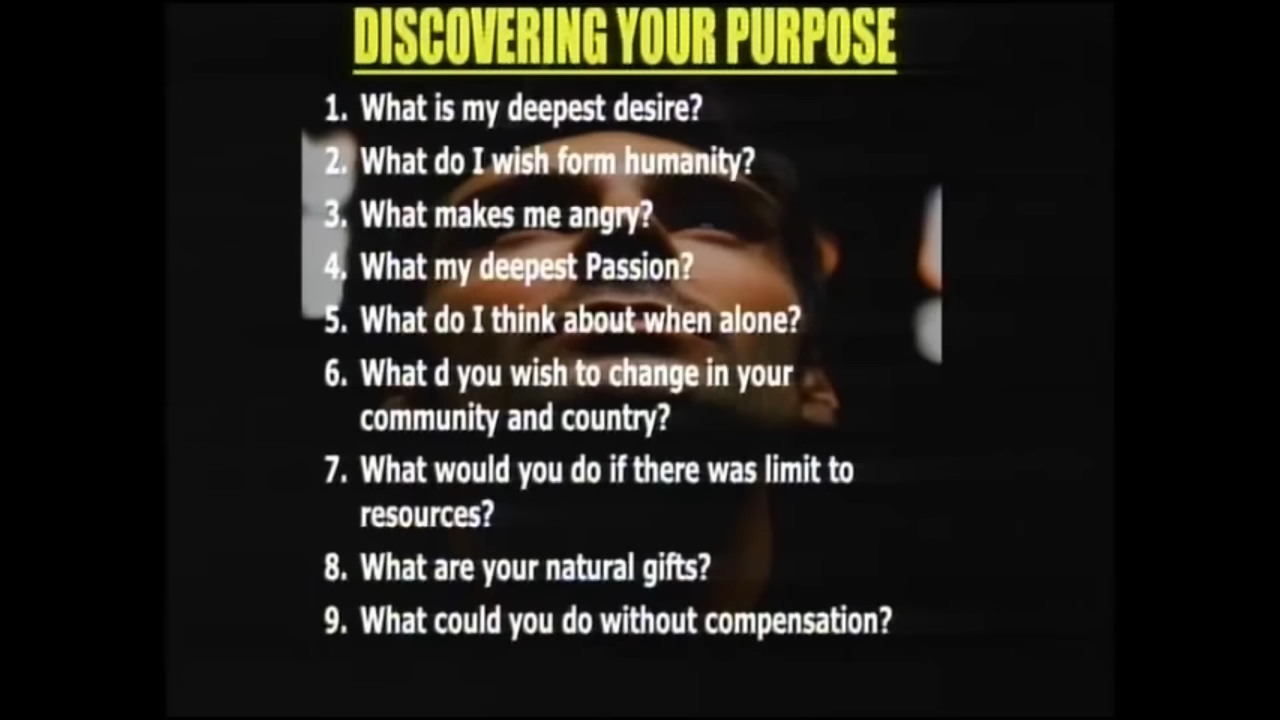 DISCOVERING YOUR PURPOSE
1. What is my deepest desire?
2. What do I wish form humanity?
3. What makes me angry?
4. What my deepest Passion?
5. What do I think about when alone?
6. What d you wish to change in your
community and country?
7. What would you do if there was limit to
resources?
8. What are your natural gifts?
9. What could you do without compensation?